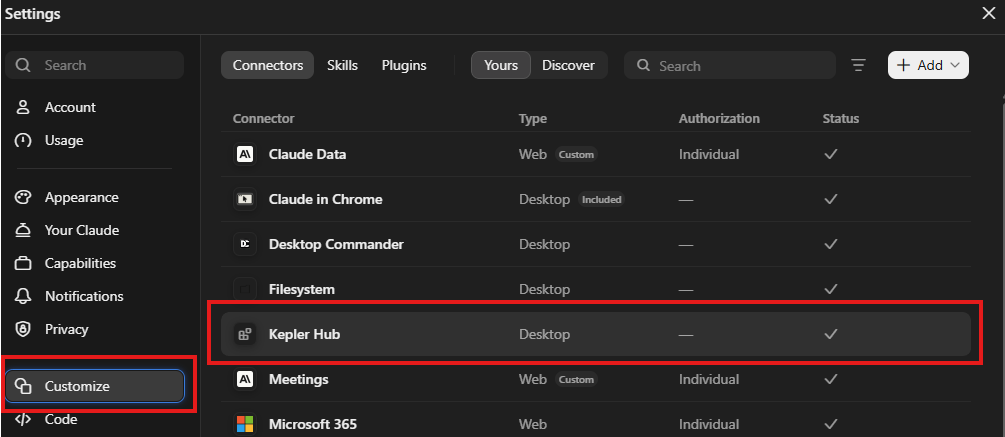 Settings
Search
Account
Usage
Appearance
Your Claude
Capabilities
Notifications
Privacy
Customize
Code
Connectors Skills Plugins Yours Discover Search Add
Connector Type Authorization Status
Claude Data Web Custom Individual
Claude in Chrome Desktop Included —
DC Desktop Commander Desktop —
Filesystem Desktop —
Kepler Hub Desktop —
Meetings Web Custom Individual
Microsoft 365 Web Individual